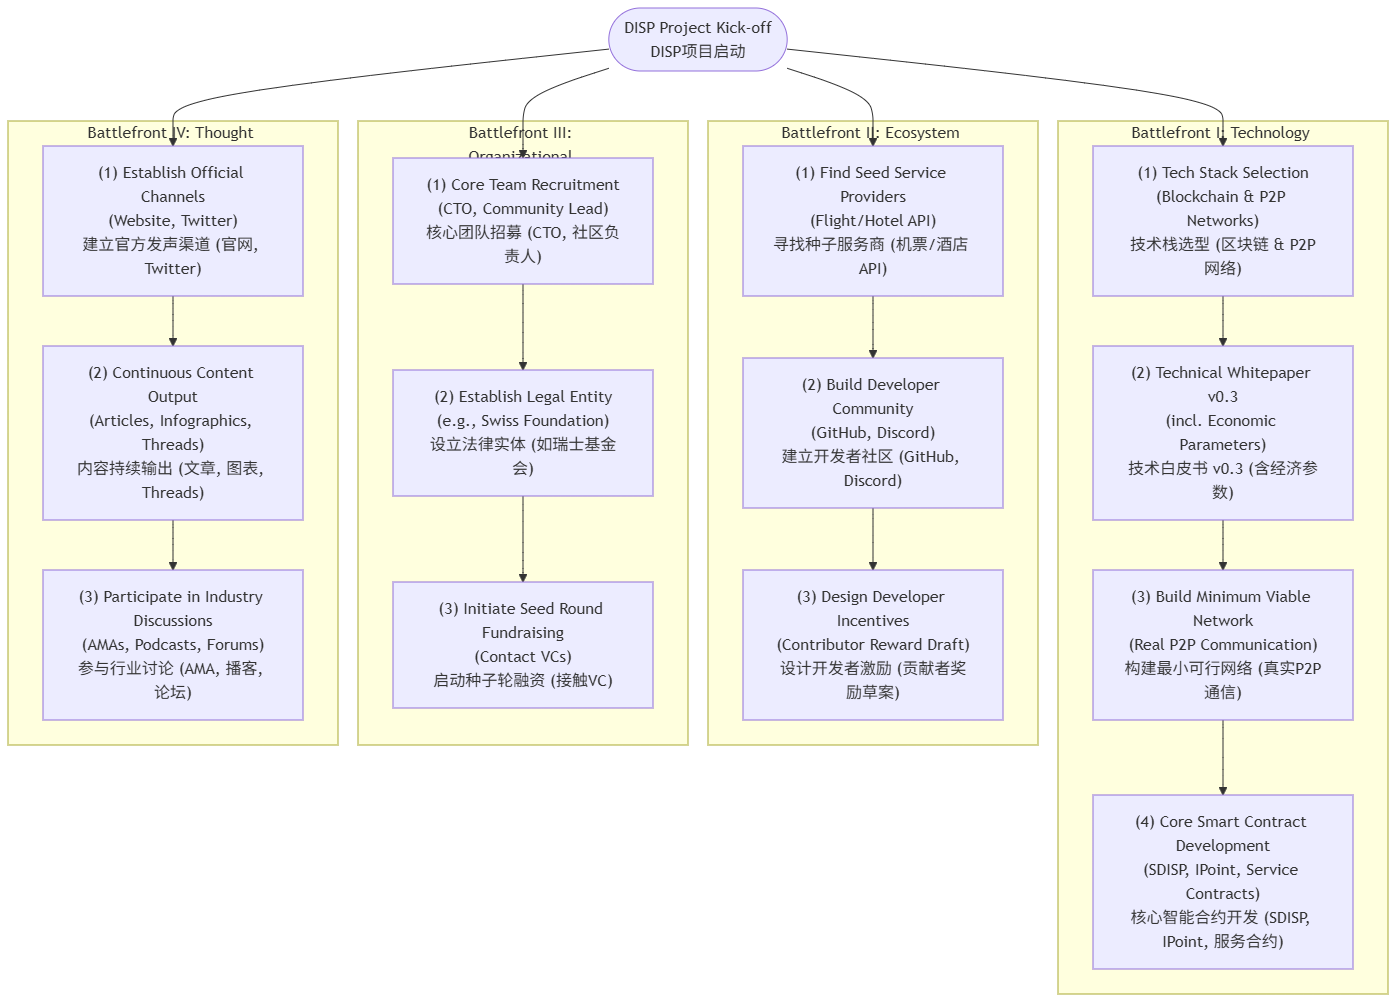 DISP Project Kick-off
DISP项目启动
Battlefront IV: Thought
(1) Establish Official
Channels
(Website, Twitter)
建立官方发声渠道 (官网,
Twitter)
(2) Continuous Content
Output
(Articles, Infographics,
Threads)
内容持续输出 (文章, 图表,
Threads)
(3) Participate in Industry
Discussions
(AMAs, Podcasts, Forums)
参与行业讨论 (AMA, 播客,
论坛)
Battlefront III:
Organizational
(1) Core Team Recruitment
(CTO, Community Lead)
核心团队招募 (CTO, 社区负
责人)
(2) Establish Legal Entity
(e.g., Swiss Foundation)
设立法律实体 (如瑞士基金
会)
(3) Initiate Seed Round
Fundraising
(Contact VCs)
启动种子轮融资 (接触VC)
Battlefront II: Ecosystem
(1) Find Seed Service
Providers
(Flight/Hotel API)
寻找种子服务商 (机票/酒店
API)
(2) Build Developer
Community
(GitHub, Discord)
建立开发者社区 (GitHub,
Discord)
(3) Design Developer
Incentives
(Contributor Reward Draft)
设计开发者激励 (贡献者奖
励草案)
Battlefront I: Technology
(1) Tech Stack Selection
(Blockchain & P2P
Networks)
技术栈选型 (区块链 & P2P
网络)
(2) Technical Whitepaper
v0.3
(incl. Economic
Parameters)
技术白皮书 v0.3 (含经济参
数)
(3) Build Minimum Viable
Network
(Real P2P Communication)
构建最小可行网络 (真实P2P
通信)
(4) Core Smart Contract
Development
(SDISP, IPoint, Service
Contracts)
核心智能合约开发 (SDISP,
IPoint, 服务合约)